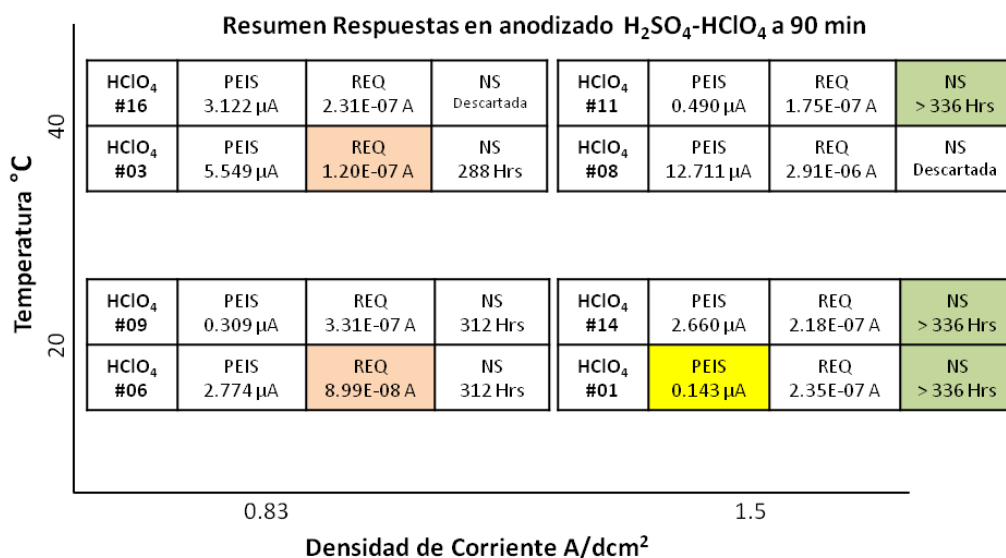 Resumen Respuestas en anodizado H₂SO₄-HClO₄ a 90 min
Temperatura °C
40
HClO₄ #16
PEIS 3.122 µA
REQ 2.31E-07 A
NS Descartada
HClO₄ #11
PEIS 0.490 µA
REQ 1.75E-07 A
NS > 336 Hrs
HClO₄ #03
PEIS 5.549 µA
REQ 1.20E-07 A
NS 288 Hrs
HClO₄ #08
PEIS 12.711 µA
REQ 2.91E-06 A
NS Descartada
20
HClO₄ #09
PEIS 0.309 µA
REQ 3.31E-07 A
NS 312 Hrs
HClO₄ #14
PEIS 2.660 µA
REQ 2.18E-07 A
NS > 336 Hrs
HClO₄ #06
PEIS 2.774 µA
REQ 8.99E-08 A
NS 312 Hrs
HClO₄ #01
PEIS 0.143 µA
REQ 2.35E-07 A
NS > 336 Hrs
0.83
1.5
Densidad de Corriente A/dcm²